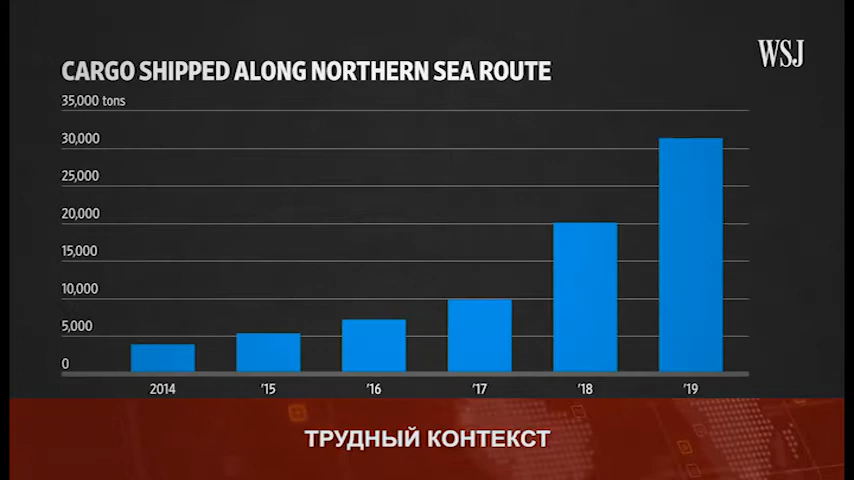 WSJ
CARGO SHIPPED ALONG NORTHERN SEA ROUTE
35,000 tons
30,000
25,000
20,000
15,000
10,000
5,000
0
2014 '15 '16 '17 '18 '19
ТРУДНЫЙ КОНТЕКСТ